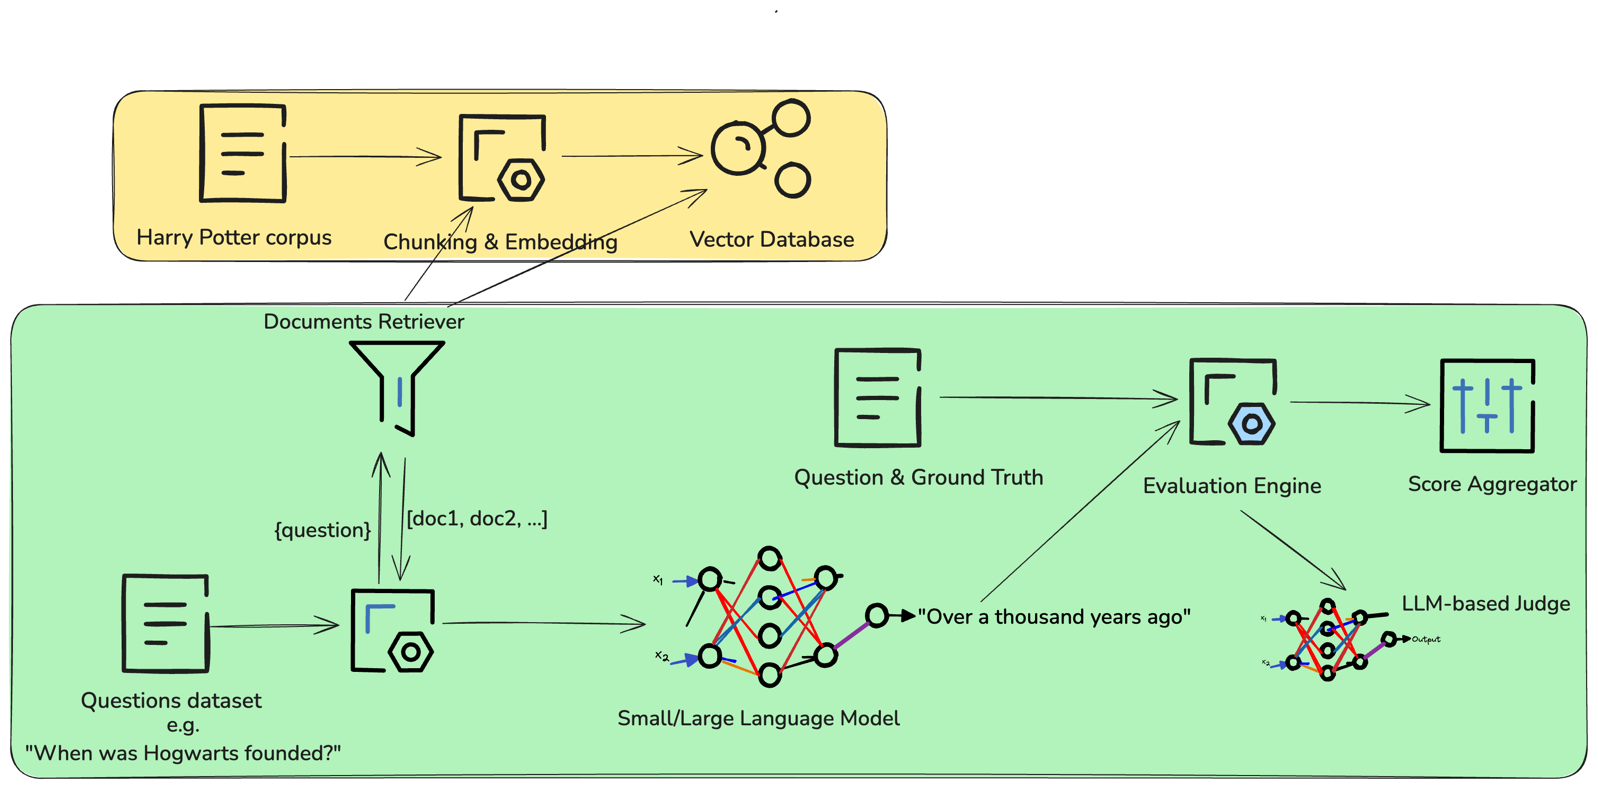 Harry Potter corpus
Chunking & Embedding
Vector Database
Documents Retriever
Question & Ground Truth
Evaluation Engine
Score Aggregator
{question}
[doc1, doc2, ...]
x₁
x₂
"Over a thousand years ago"
LLM-based Judge
x₁
x₂
Output
Questions dataset
e.g.
"When was Hogwarts founded?"
Small/Large Language Model